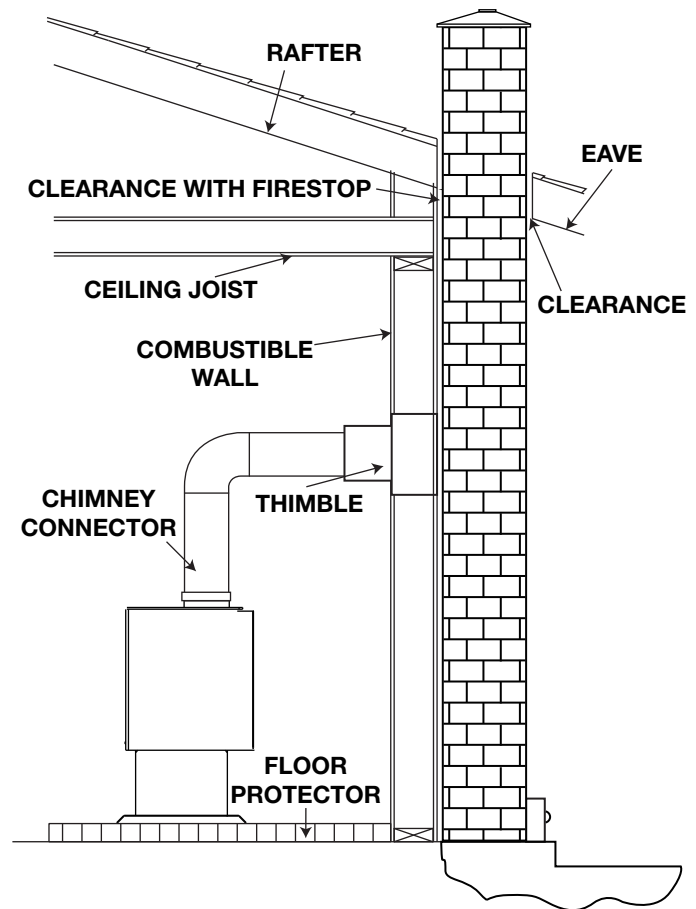 RAFTER
EAVE
CLEARANCE WITH FIRESTOP
CEILING JOIST
CLEARANCE
COMBUSTIBLE
WALL
CHIMNEY
CONNECTOR
THIMBLE
FLOOR
PROTECTOR